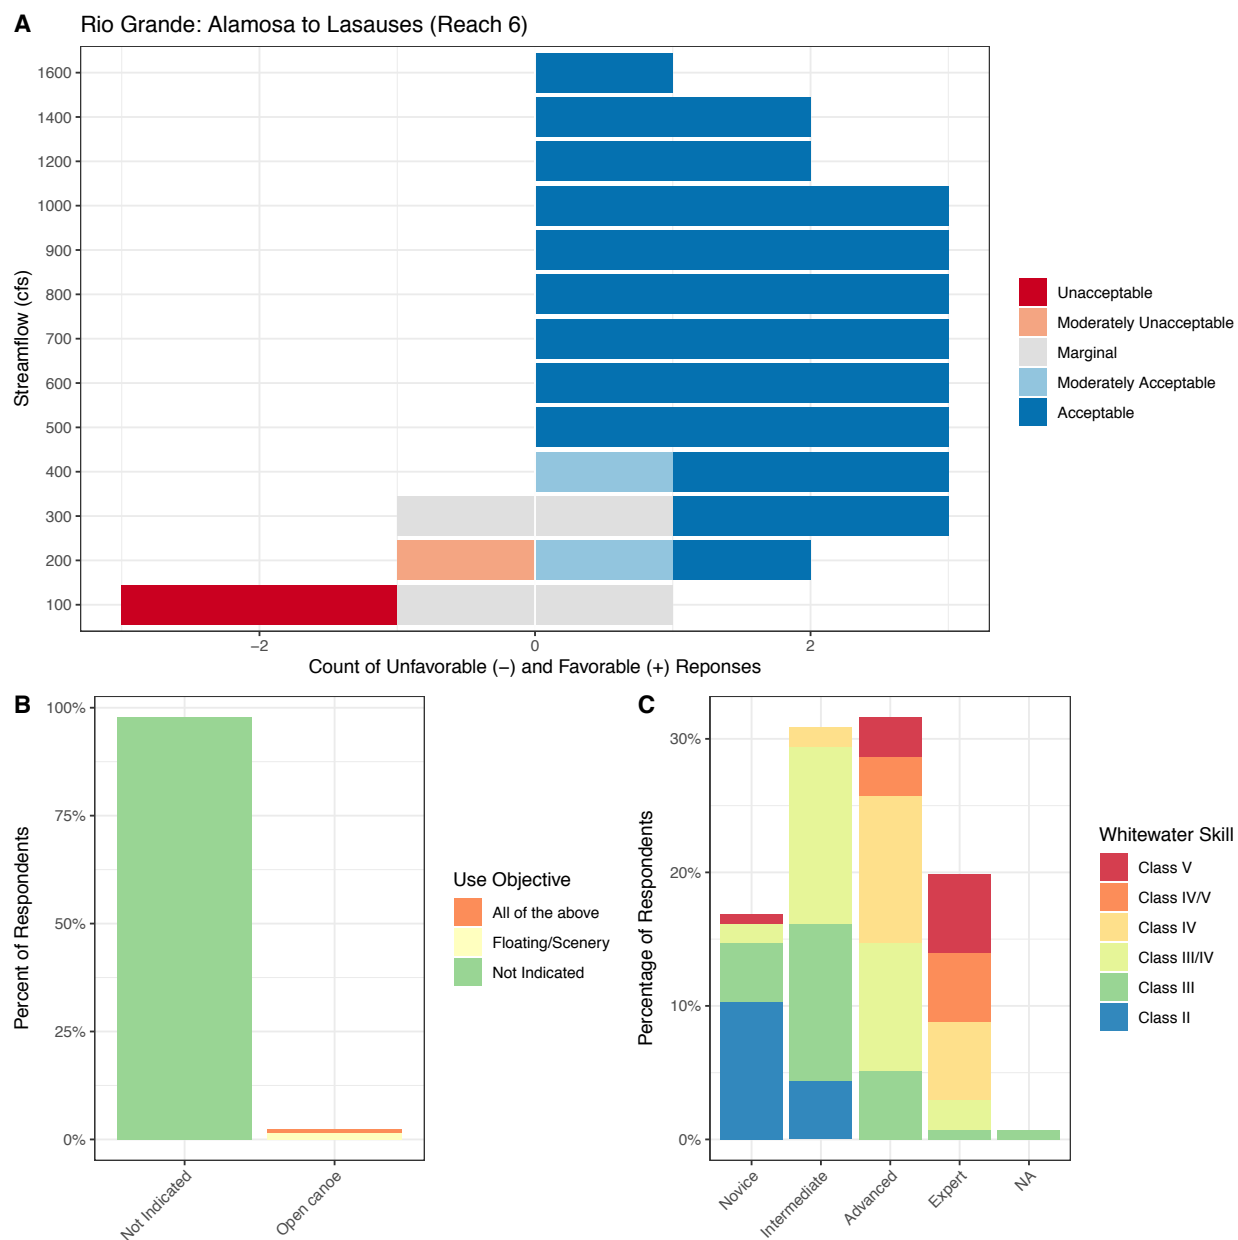 A Rio Grande: Alamosa to Lasauses (Reach 6)
Streamflow (cfs)
1600
1400
1200
1000
900
800
700
600
500
400
300
200
100
−2 0 2
Count of Unfavorable (−) and Favorable (+) Reponses
Unacceptable
Moderately Unacceptable
Marginal
Moderately Acceptable
Acceptable
B
Percent of Respondents
100%
75%
50%
25%
0%
Not Indicated
Open canoe
Use Objective
All of the above
Floating/Scenery
Not Indicated
C
Percentage of Respondents
30%
20%
10%
0%
Novice
Intermediate
Advanced
Expert
NA
Whitewater Skill
Class V
Class IV/V
Class IV
Class III/IV
Class III
Class II